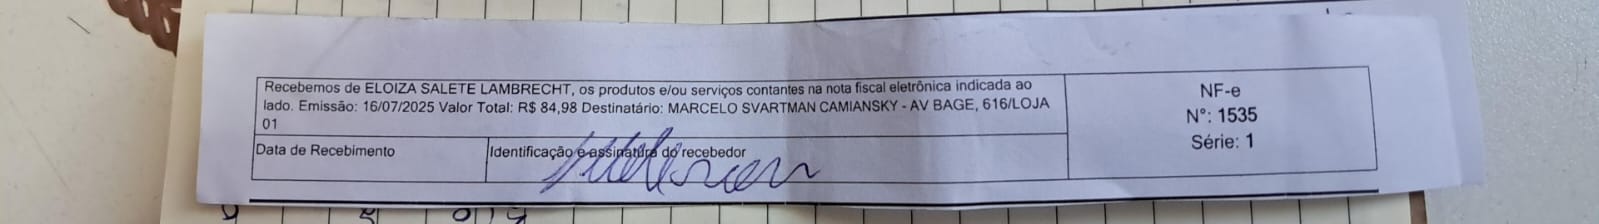 Recebemos de ELOIZA SALETE LAMBRECHT, os produtos e/ou serviços contantes na nota fiscal eletrônica indicada ao
lado. Emissão: 16/07/2025 Valor Total: R$ 84,98 Destinatário: MARCELO SVARTMAN CAMIANSKY - AV BAGE, 616/LOJA
01
Data de Recebimento
Identificação e assinatura do recebedor
NF-e
N°: 1535
Série: 1